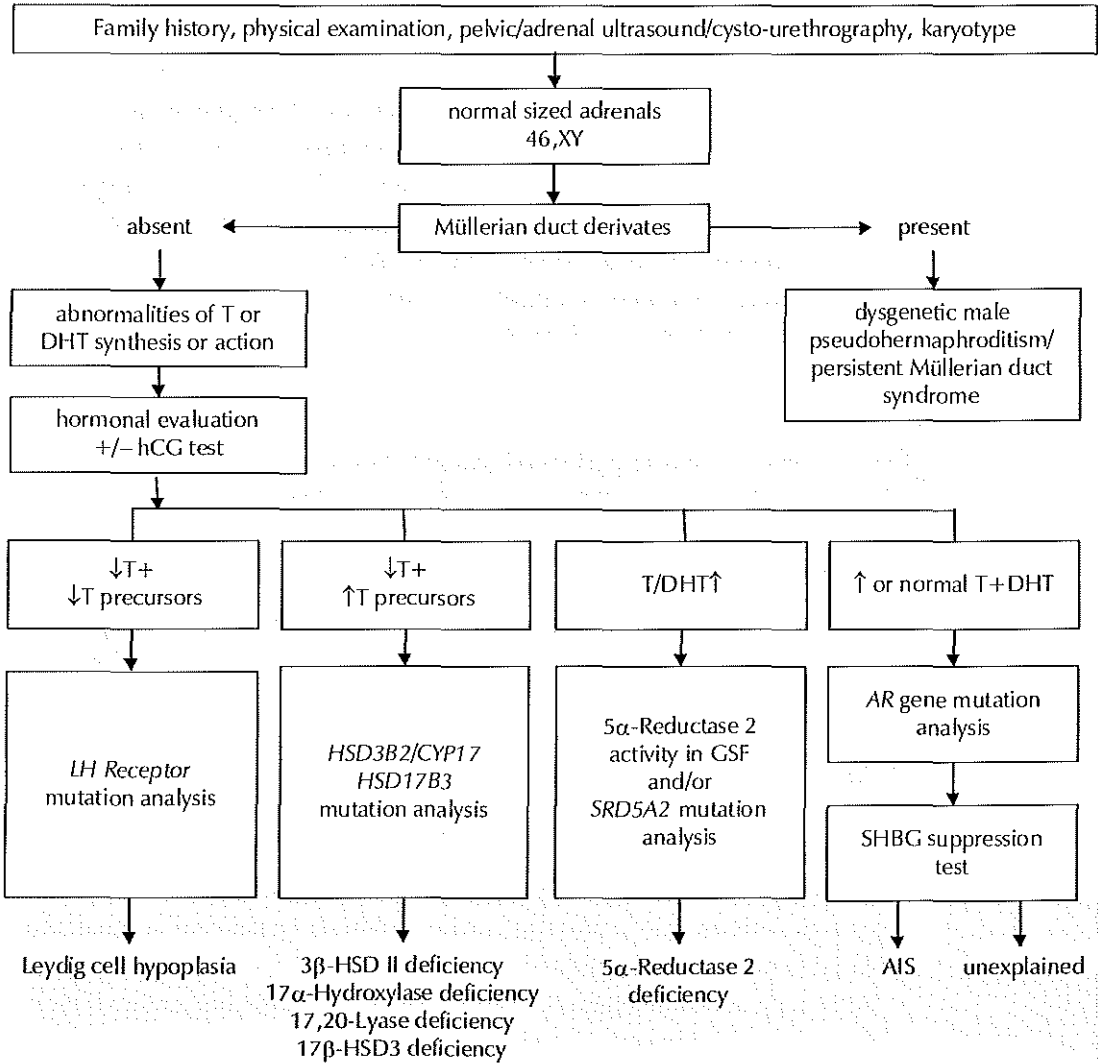 Family history, physical examination, pelvic/adrenal ultrasound/cysto-urethrography, karyotype
normal sized adrenals
46,XY
absent
Müllerian duct derivates
present
abnormalities of T or
DHT synthesis or action
dysgenetic male
pseudohermaphroditism/
persistent Müllerian duct
syndrome
hormonal evaluation
+/– hCG test
↓T+
↓T precursors
↓T+
↑T precursors
T/DHT↑
↑ or normal T+DHT
LH Receptor
mutation analysis
HSD3B2/CYP17
HSD17B3
mutation analysis
5α-Reductase 2
activity in GSF
and/or
SRD5A2 mutation
analysis
AR gene mutation
analysis
SHBG suppression
test
Leydig cell hypoplasia
3β-HSD II deficiency
17α-Hydroxylase deficiency
17,20-Lyase deficiency
17β-HSD3 deficiency
5α-Reductase 2
deficiency
AIS
unexplained